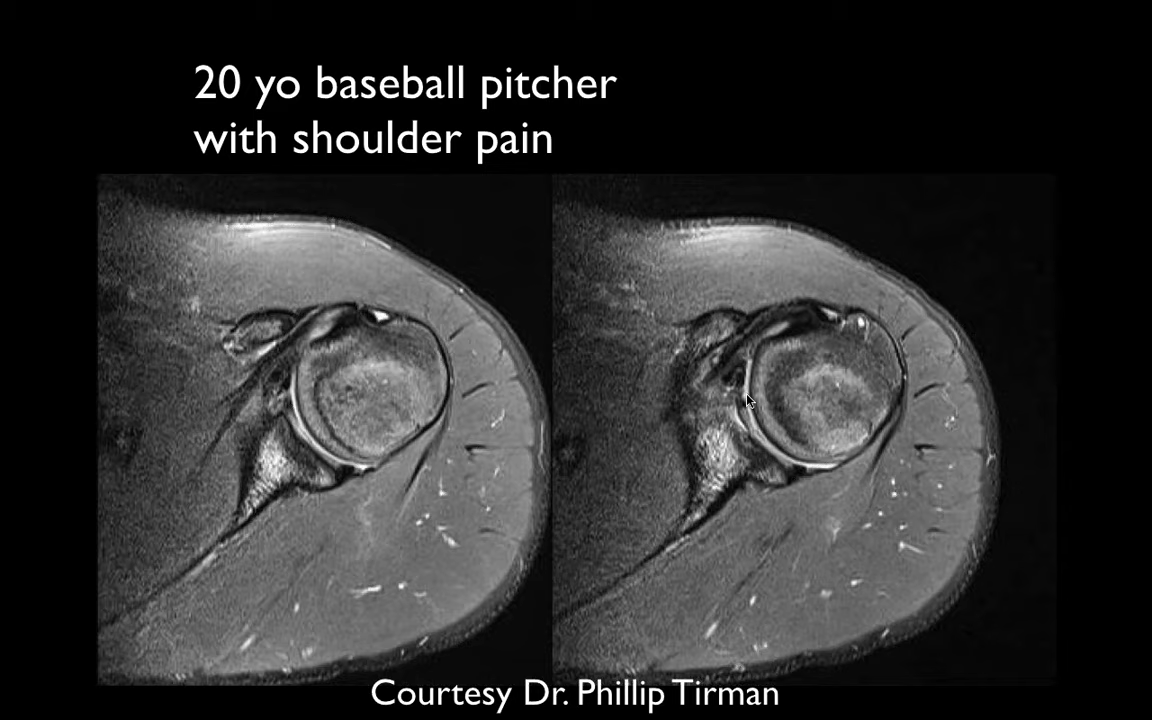 20 yo baseball pitcher
with shoulder pain
Courtesy Dr. Phillip Tirman